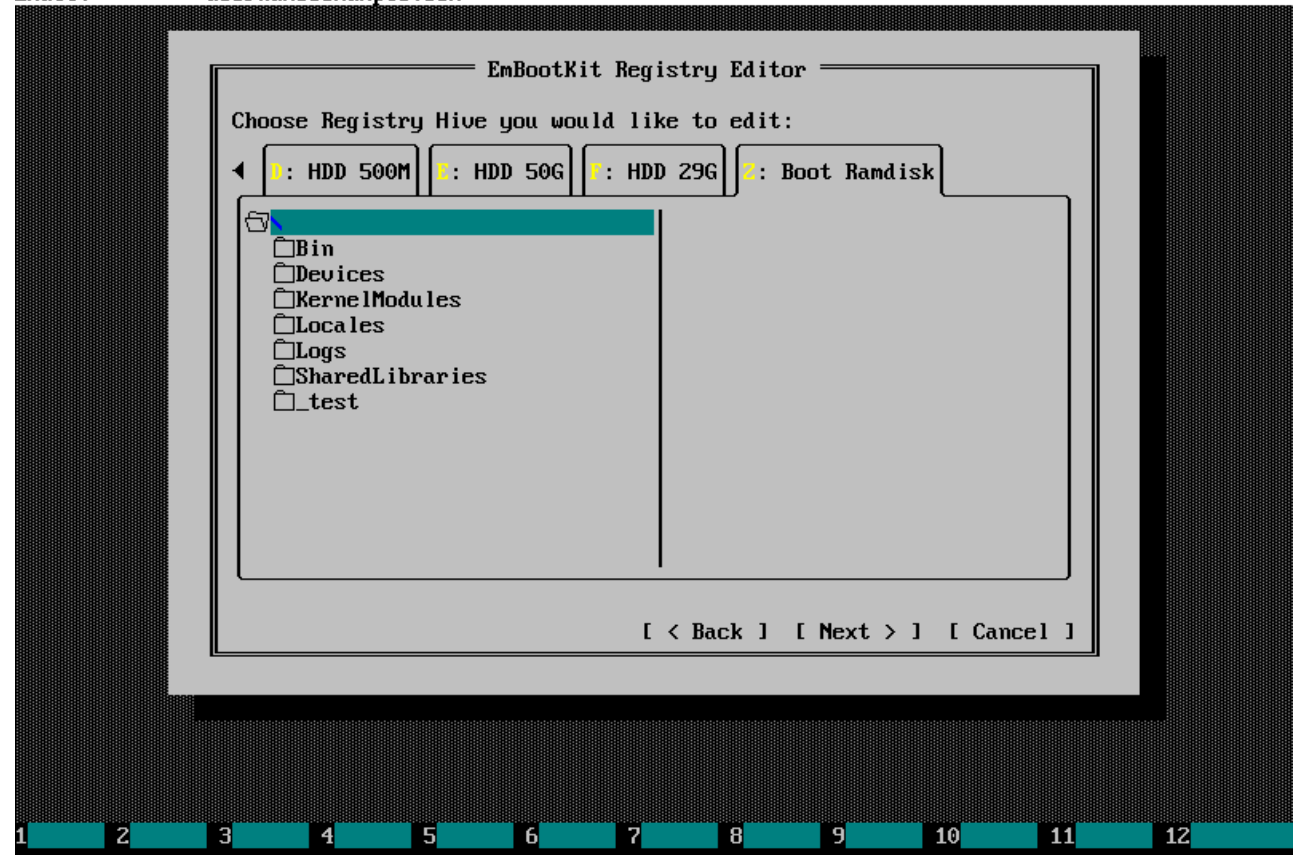 EmBootKit Registry Editor
Choose Registry Hive you would like to edit:
D: HDD 500M E: HDD 50G F: HDD 29G Z: Boot Ramdisk
\
Bin
Devices
KernelModules
Locales
Logs
SharedLibraries
_test
[ < Back ] [ Next > ] [ Cancel ]
1 2 3 4 5 6 7 8 9 10 11 12